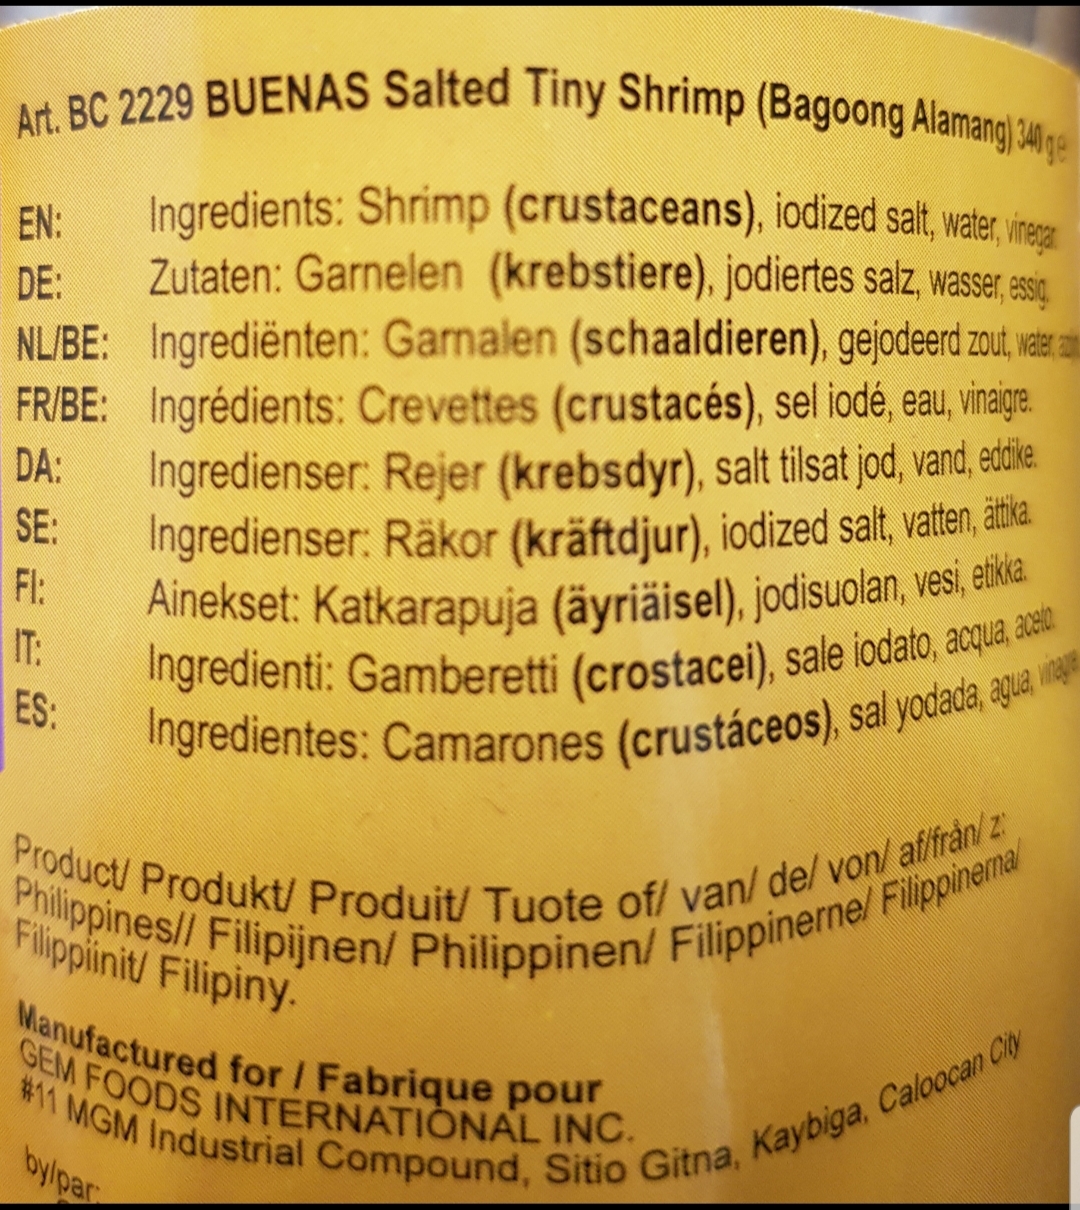 Art. BC 2229 BUENAS Salted Tiny Shrimp (Bagoong Alamang) 340 g e
EN: Ingredients: Shrimp (crustaceans), iodized salt, water, vinegar
DE: Zutaten: Garnelen (krebstiere), jodiertes salz, wasser, essig,
NL/BE: Ingrediënten: Garnalen (schaaldieren), gejodeerd zout, water,
FR/BE: Ingrédients: Crevettes (crustacés), sel iodé, eau, vinaigre.
DA: Ingredienser: Rejer (krebsdyr), salt tilsat jod, vand, eddike.
SE: Ingredienser: Räkor (kräftdjur), iodized salt, vatten, ättika.
FI: Ainekset: Katkarapuja (äyriäisel), jodisuolan, vesi, etikka.
IT: Ingredienti: Gamberetti (crostacei), sale iodato, acqua, aceto.
ES: Ingredientes: Camarones (crustáceos), sal yodada, agua, vinagre
Product/ Produkt/ Produit/ Tuote of/ van/ de/ von/ af/från/ z:
Philippines// Filipijnen/ Philippinen/ Filippinerne/ Filippinerna/
Filippiinit/ Filipiny.
Manufactured for / Fabrique pour
GEM FOODS INTERNATIONAL INC.
#11 MGM Industrial Compound, Sitio Gitna, Kaybiga, Caloocan City
by/par: